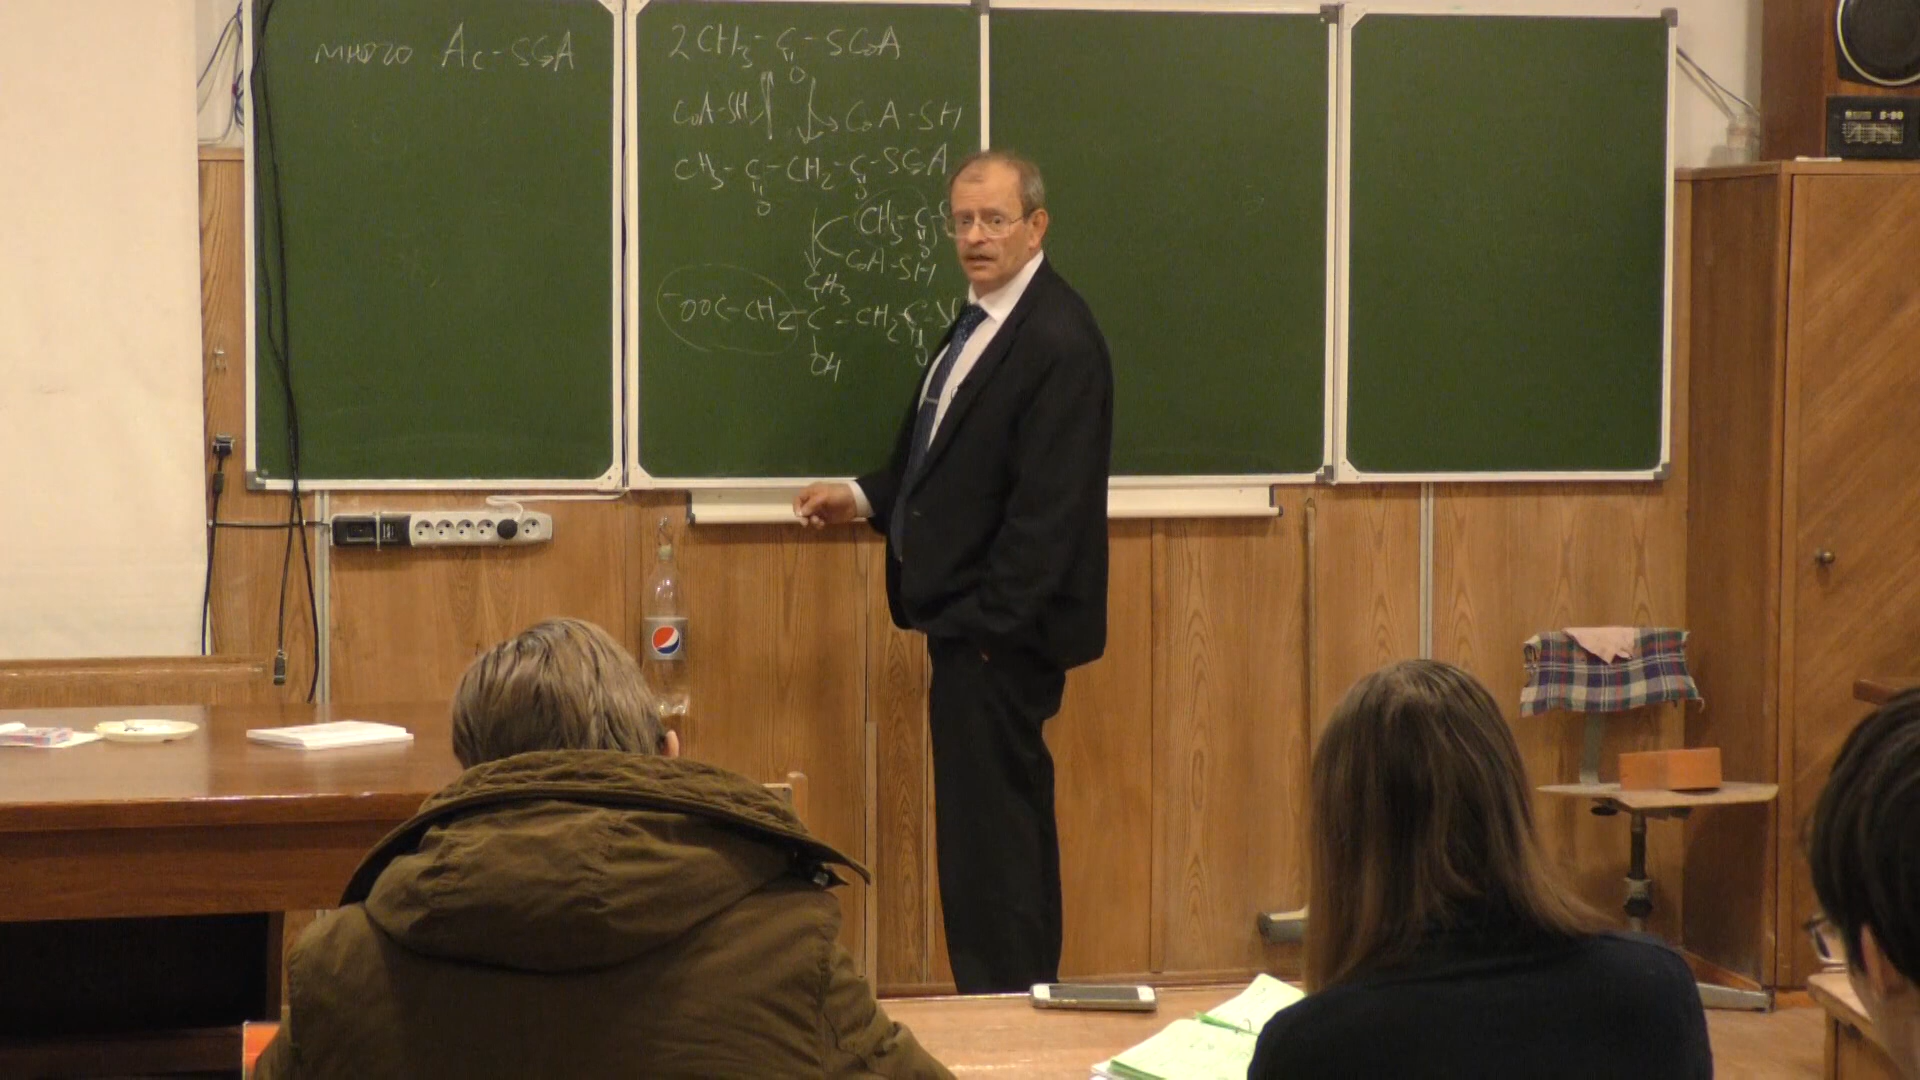 много Ac-SCoA
2CH3-C-SCoA
O
CoA-SH CoA-SH
CH3-C-CH2-C-SCoA
O O
CH3-C-
O
CoA-SH
CH3
-OOC-CH2-C-CH2-C-S
OH O
S-90